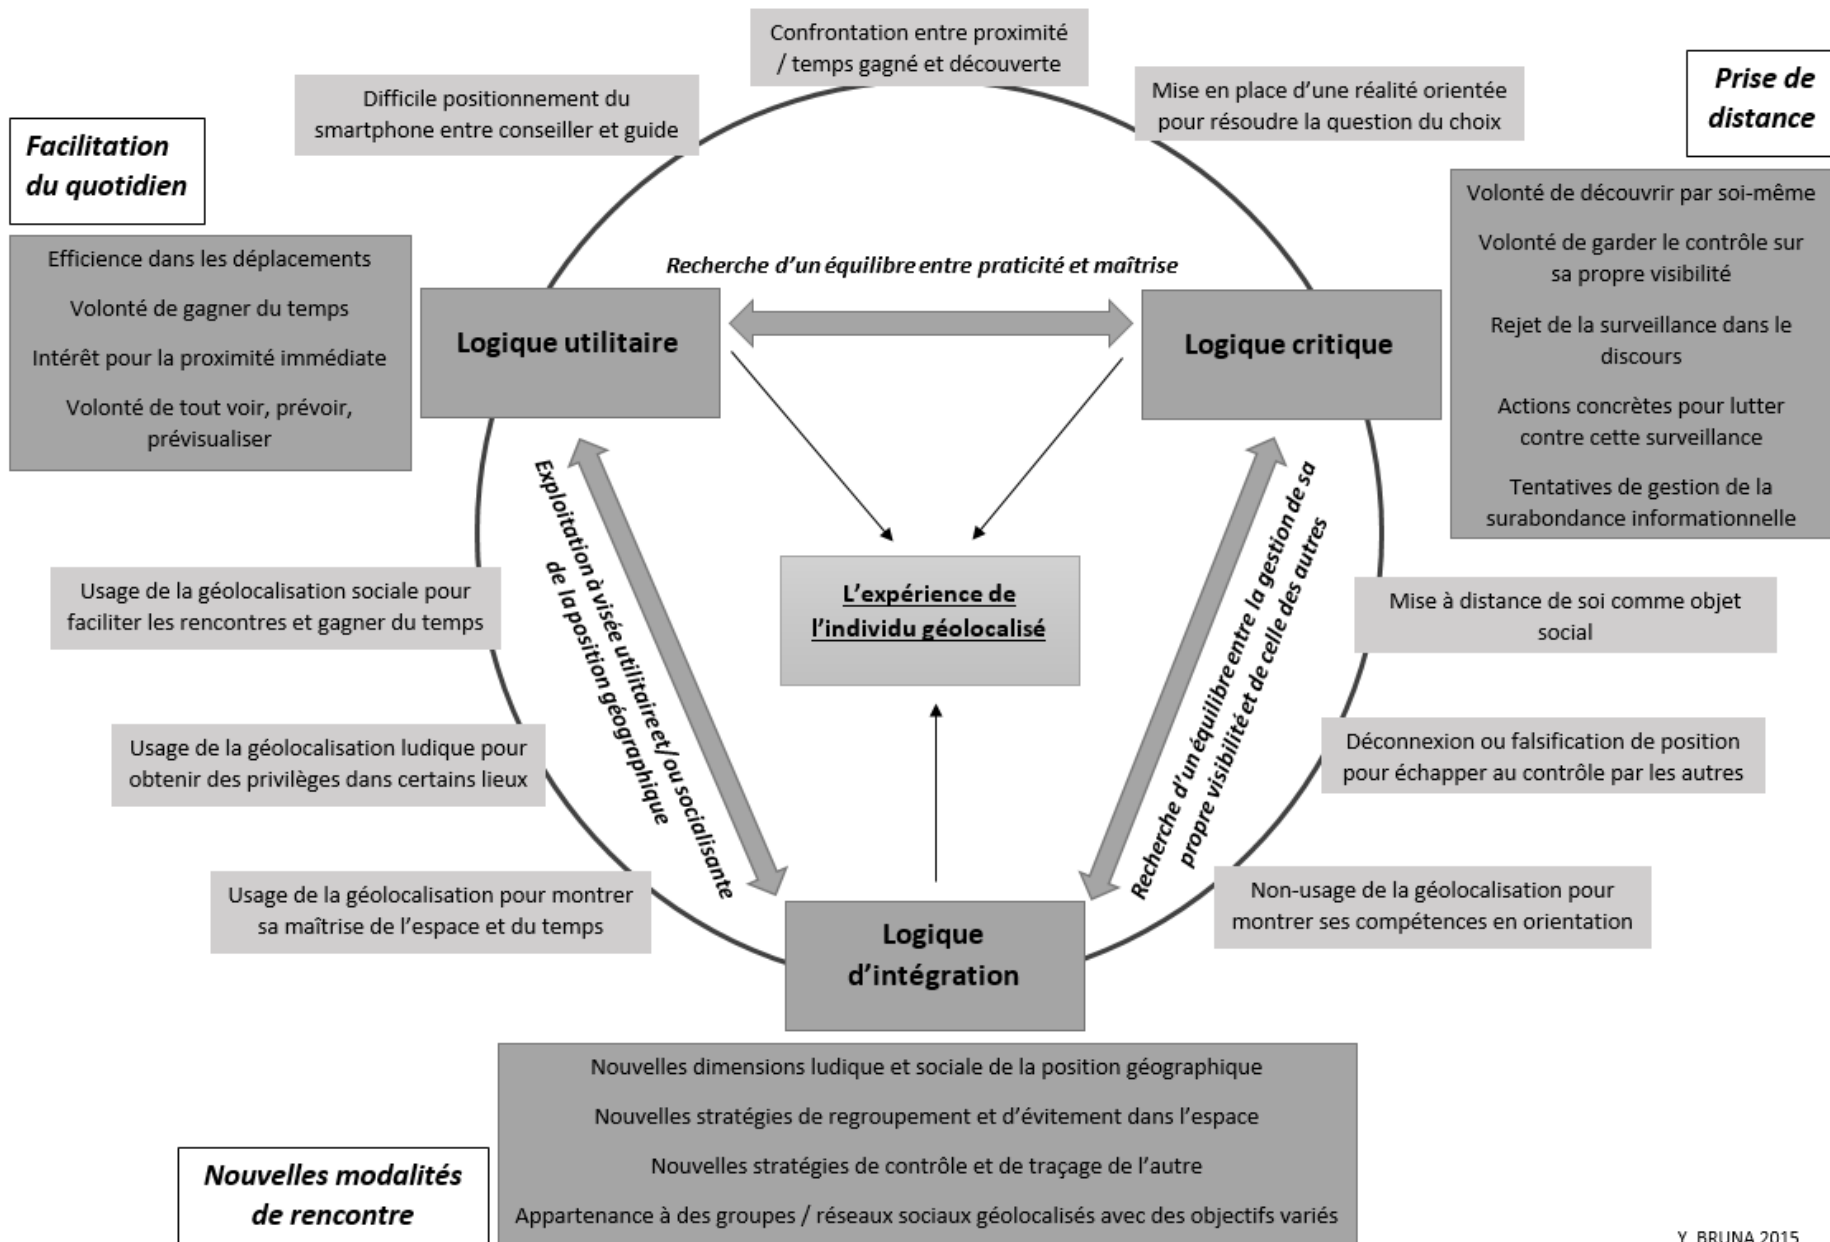 Confrontation entre proximité
/ temps gagné et découverte
Difficile positionnement du
smartphone entre conseiller et guide
Mise en place d’une réalité orientée
pour résoudre la question du choix
Prise de
distance
Facilitation
du quotidien
Volonté de découvrir par soi-même
Volonté de garder le contrôle sur
sa propre visibilité
Rejet de la surveillance dans le
discours
Actions concrètes pour lutter
contre cette surveillance
Tentatives de gestion de la
surabondance informationnelle
Efficience dans les déplacements
Volonté de gagner du temps
Intérêt pour la proximité immédiate
Volonté de tout voir, prévoir,
prévisualiser
Recherche d’un équilibre entre praticité et maîtrise
Logique utilitaire
Logique critique
Exploitation à visée utilitaire et/ou socialisante
de la position géographique
Recherche d’un équilibre entre la gestion de sa
propre visibilité et de celle des autres
L’expérience de
l’individu géolocalisé
Usage de la géolocalisation sociale pour
faciliter les rencontres et gagner du temps
Mise à distance de soi comme objet
social
Usage de la géolocalisation ludique pour
obtenir des privilèges dans certains lieux
Déconnexion ou falsification de position
pour échapper au contrôle par les autres
Usage de la géolocalisation pour montrer
sa maîtrise de l’espace et du temps
Non-usage de la géolocalisation pour
montrer ses compétences en orientation
Logique
d’intégration
Nouvelles dimensions ludique et sociale de la position géographique
Nouvelles stratégies de regroupement et d’évitement dans l’espace
Nouvelles stratégies de contrôle et de traçage de l’autre
Appartenance à des groupes / réseaux sociaux géolocalisés avec des objectifs variés
Nouvelles modalités
de rencontre
Y. BRUNA 2015